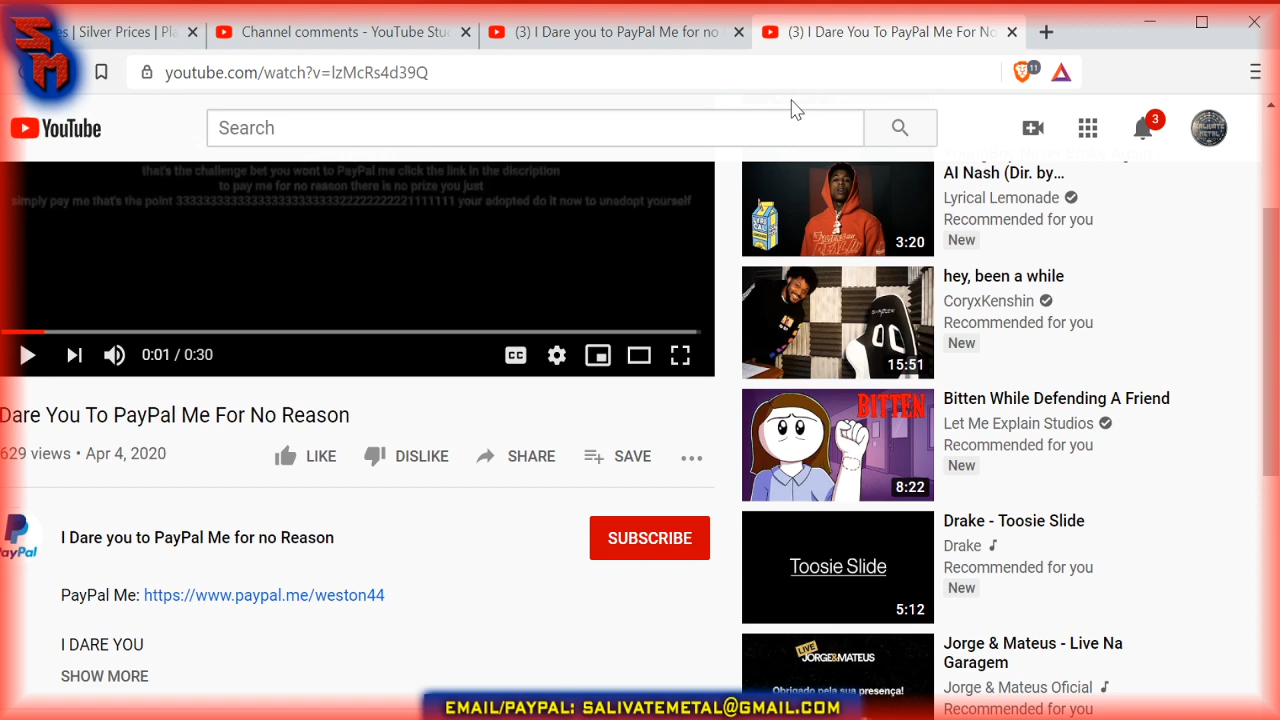 SM
es | Silver Prices | Pla
Channel comments - YouTube Stu
(3) I Dare you to PayPal Me for no
(3) I Dare You To PayPal Me For No
youtube.com/watch?v=lzMcRs4d39Q
11
YouTube
Search
3
SALIVATE METAL
that's the challenge bet you wont to PayPal me click the link in the discription
to pay me for no reason there is no prize you just
simply pay me that's the point 33333333333333333333332222222221111111 your adopted do it now to unadopt yourself
0:01 / 0:30
CC
Dare You To PayPal Me For No Reason
629 views • Apr 4, 2020
LIKE
DISLIKE
SHARE
SAVE
PayPal
I Dare you to PayPal Me for no Reason
SUBSCRIBE
PayPal Me: https://www.paypal.me/weston44
I DARE YOU
SHOW MORE
AI Nash (Dir. by...
Lyrical Lemonade
Recommended for you
New
3:20
hey, been a while
CoryxKenshin
Recommended for you
New
15:51
BITTEN
8:22
Bitten While Defending A Friend
Let Me Explain Studios
Recommended for you
New
Toosie Slide
5:12
Drake - Toosie Slide
Drake
Recommended for you
New
LIVE
JORGE&MATEUS
Obrigado pela sua presença!
Jorge & Mateus - Live Na
Garagem
Jorge & Mateus Oficial
Recommended for you
EMAIL/PAYPAL: SALIVATEMETAL@GMAIL.COM